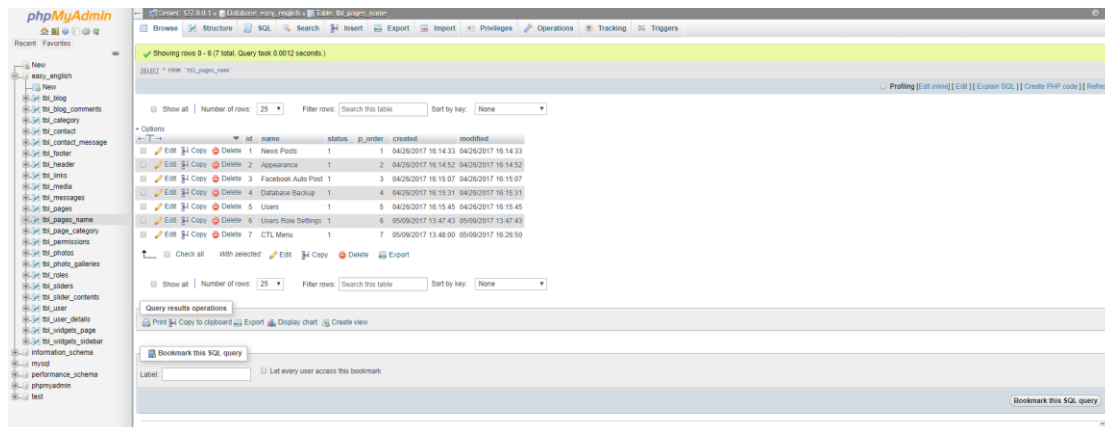 phpMyAdmin
Recent Favorites
New
easy_english
New
tbl_blog
tbl_blog_comments
tbl_category
tbl_contact
tbl_contact_message
tbl_footer
tbl_header
tbl_links
tbl_media
tbl_messages
tbl_pages
tbl_pages_name
tbl_page_category
tbl_permissions
tbl_photos
tbl_photo_galleries
tbl_roles
tbl_sliders
tbl_slider_contents
tbl_user
tbl_user_details
tbl_widgets_page
tbl_widgets_sidebar
information_schema
mysql
performance_schema
phpmyadmin
test
Server: 127.0.0.1 » Database: easy_english » Table: tbl_pages_name
Browse Structure SQL Search Insert Export Import Privileges Operations Tracking Triggers
Showing rows 0 - 6 (7 total, Query took 0.0012 seconds.)
SELECT * FROM `tbl_pages_name`
Profiling [Edit inline] [ Edit ] [ Explain SQL ] [ Create PHP code ] [ Refres
Show all Number of rows: 25 Filter rows: Search this table Sort by key: None
+ Options
id name status p_order created modified
Edit Copy Delete 1 News Posts 1 1 04/26/2017 16:14:33 04/26/2017 16:14:33
Edit Copy Delete 2 Appearance 1 2 04/26/2017 16:14:52 04/26/2017 16:14:52
Edit Copy Delete 3 Facebook Auto Post 1 3 04/26/2017 16:15:07 04/26/2017 16:15:07
Edit Copy Delete 4 Database Backup 1 4 04/26/2017 16:15:31 04/26/2017 16:15:31
Edit Copy Delete 5 Users 1 5 04/26/2017 16:15:45 04/26/2017 16:15:45
Edit Copy Delete 6 Users Role Settings 1 6 05/09/2017 13:47:43 05/09/2017 13:47:43
Edit Copy Delete 7 CTL Menu 1 7 05/09/2017 13:48:00 05/09/2017 16:26:50
Check all With selected: Edit Copy Delete Export
Show all Number of rows: 25 Filter rows: Search this table Sort by key: None
Query results operations
Print Copy to clipboard Export Display chart Create view
Bookmark this SQL query
Label: Let every user access this bookmark
Bookmark this SQL query